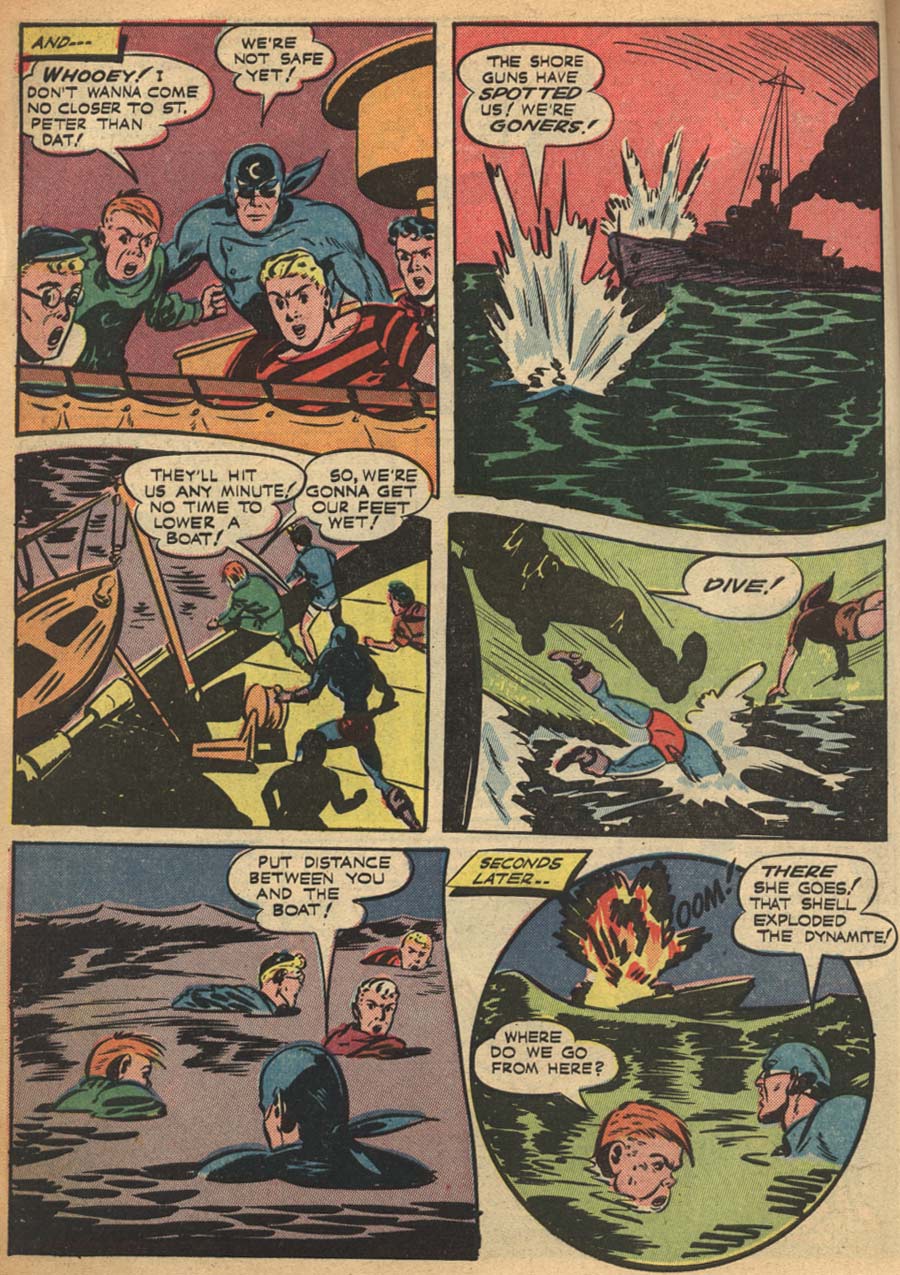 AND---
WHOOEY! I
DON'T WANNA COME
NO CLOSER TO ST.
PETER THAN
DAT!
WE'RE
NOT SAFE
YET!
THE SHORE
GUNS HAVE
SPOTTED
US! WE'RE
GONERS!
THEY'LL HIT
US ANY MINUTE!
NO TIME TO
LOWER A
BOAT!
SO, WE'RE
GONNA GET
OUR FEET
WET!
DIVE!
PUT DISTANCE
BETWEEN YOU
AND THE
BOAT!
SECONDS
LATER--
OOM!
THERE
SHE GOES!
THAT SHELL
EXPLODED
THE DYNAMITE!
WHERE
DO WE GO
FROM HERE?